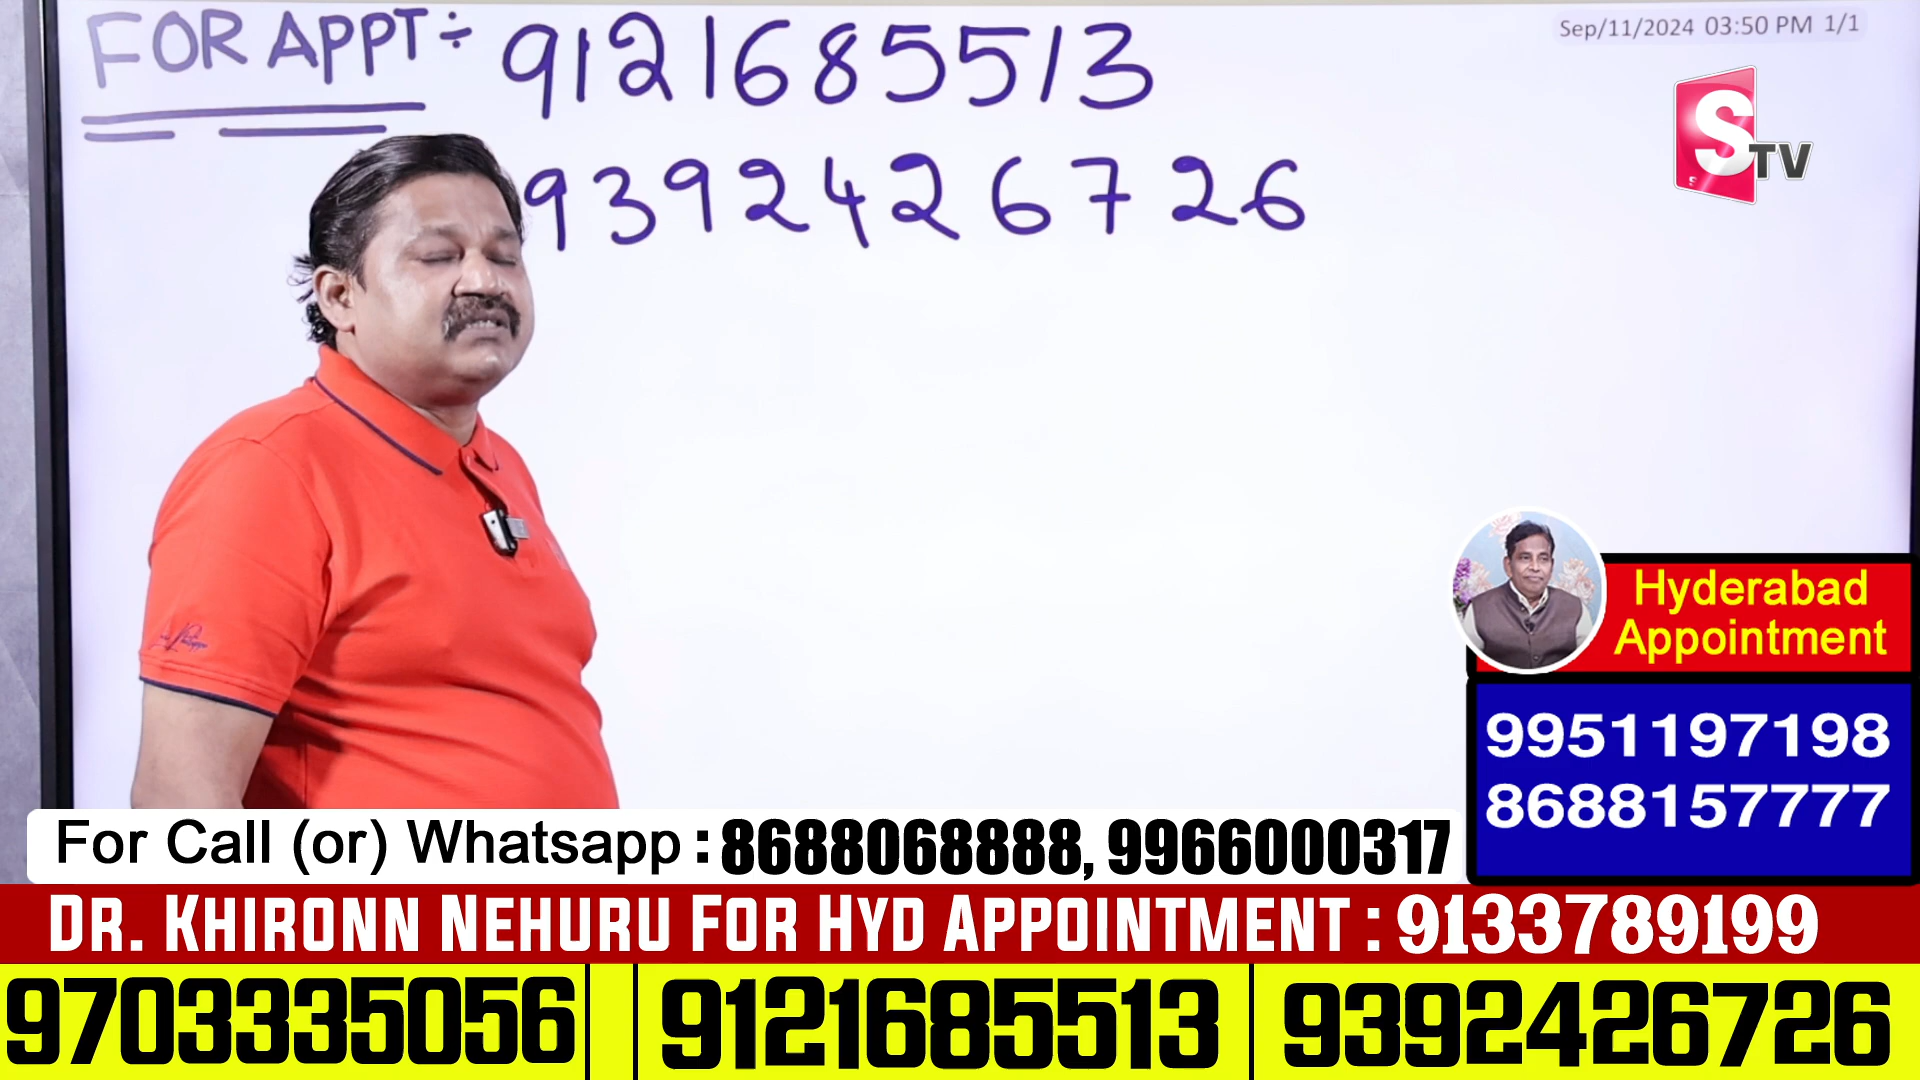 FOR APPT ÷ 9121685513
9392426726
Sep/11/2024 03:50 PM 1/1
S TV
Hyderabad
Appointment
9951197198
8688157777
For Call (or) Whatsapp : 8688068888, 9966000317
DR. KHIRONN NEHURU FOR HYD APPOINTMENT : 9133789199
9703335056 9121685513 9392426726